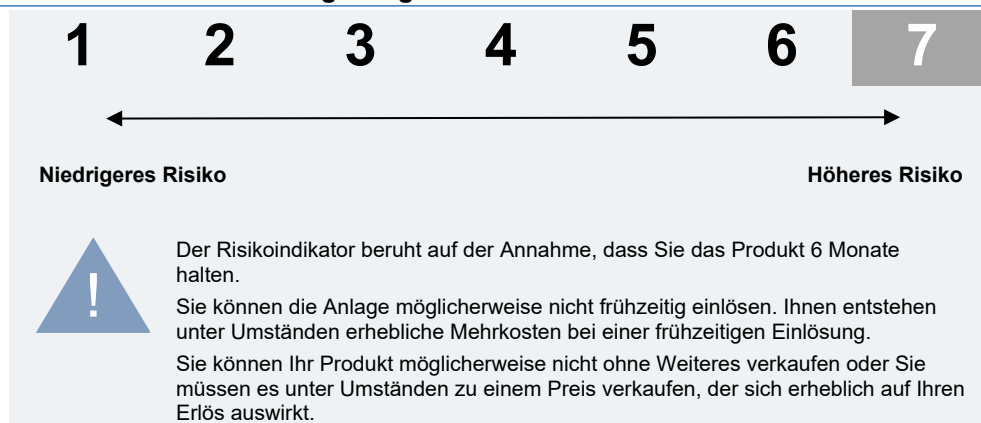 1 2 3 4 5 6 7
Niedrigeres Risiko Höheres Risiko
!
Der Risikoindikator beruht auf der Annahme, dass Sie das Produkt 6 Monate
halten.
Sie können die Anlage möglicherweise nicht frühzeitig einlösen. Ihnen entstehen
unter Umständen erhebliche Mehrkosten bei einer frühzeitigen Einlösung.
Sie können Ihr Produkt möglicherweise nicht ohne Weiteres verkaufen oder Sie
müssen es unter Umständen zu einem Preis verkaufen, der sich erheblich auf Ihren
Erlös auswirkt.